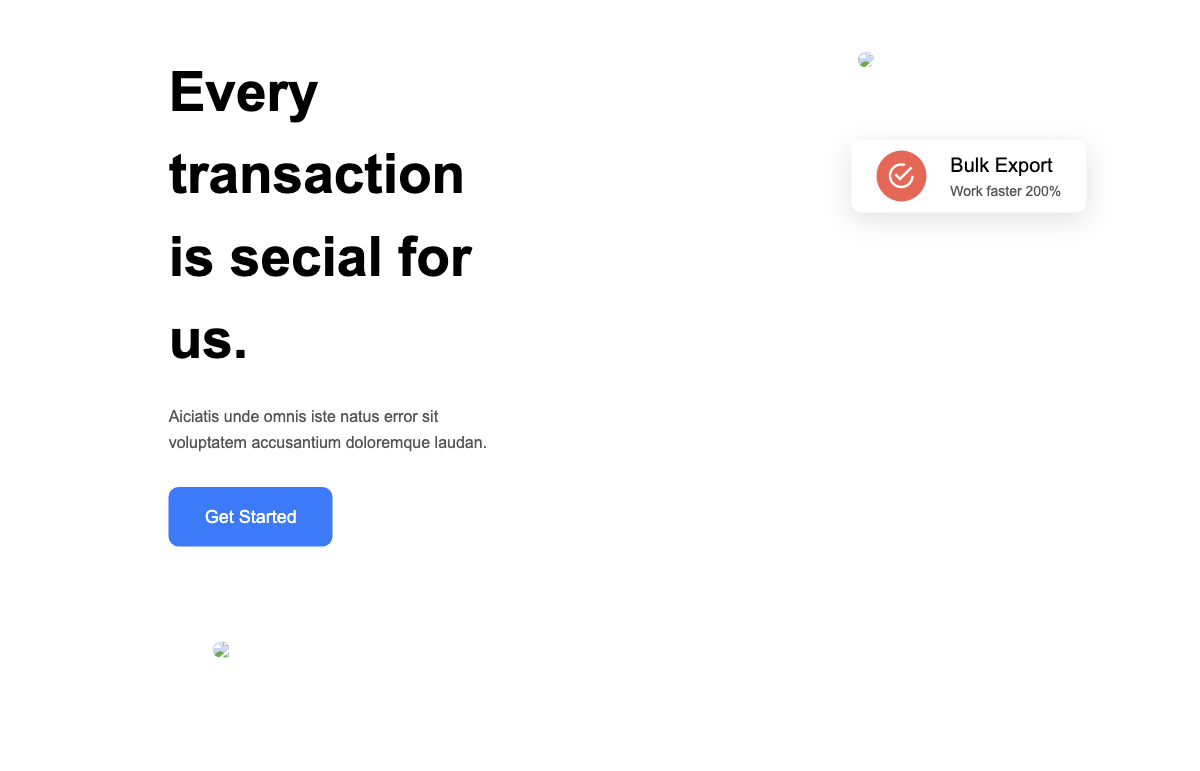 Every
transaction
is secial for
us.
Aiciatis unde omnis iste natus error sit
voluptatem accusantium doloremque laudan.
Get Started
Bulk Export
Work faster 200%